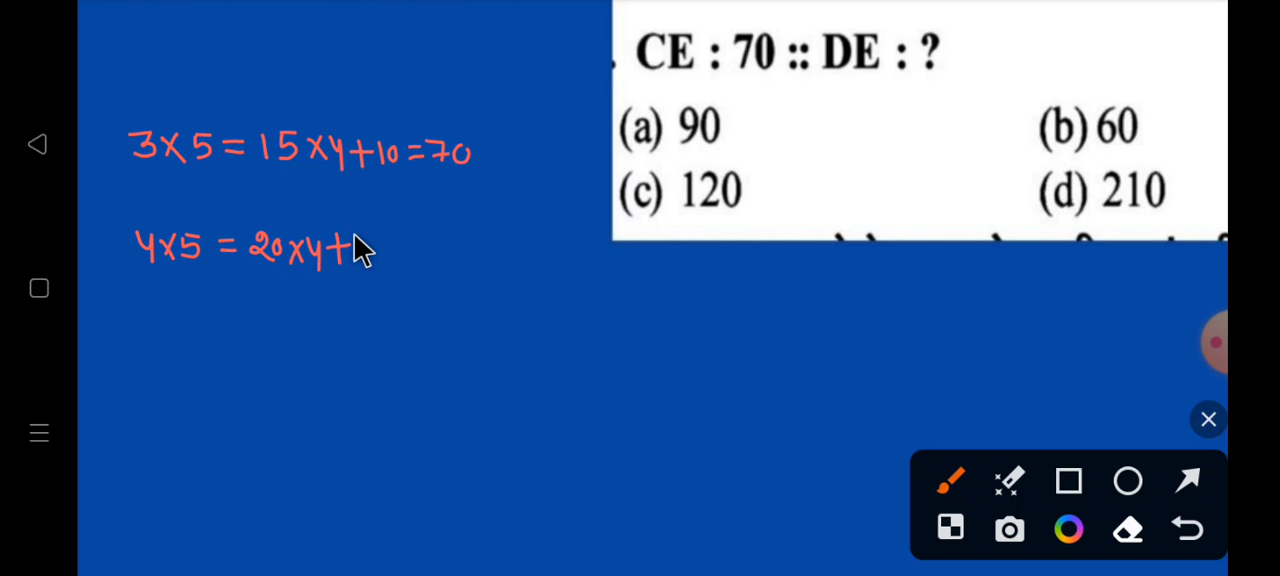 . CE : 70 :: DE : ?
(a) 90 (b) 60
(c) 120 (d) 210
3×5=15×4+10=70
4×5=20×4+